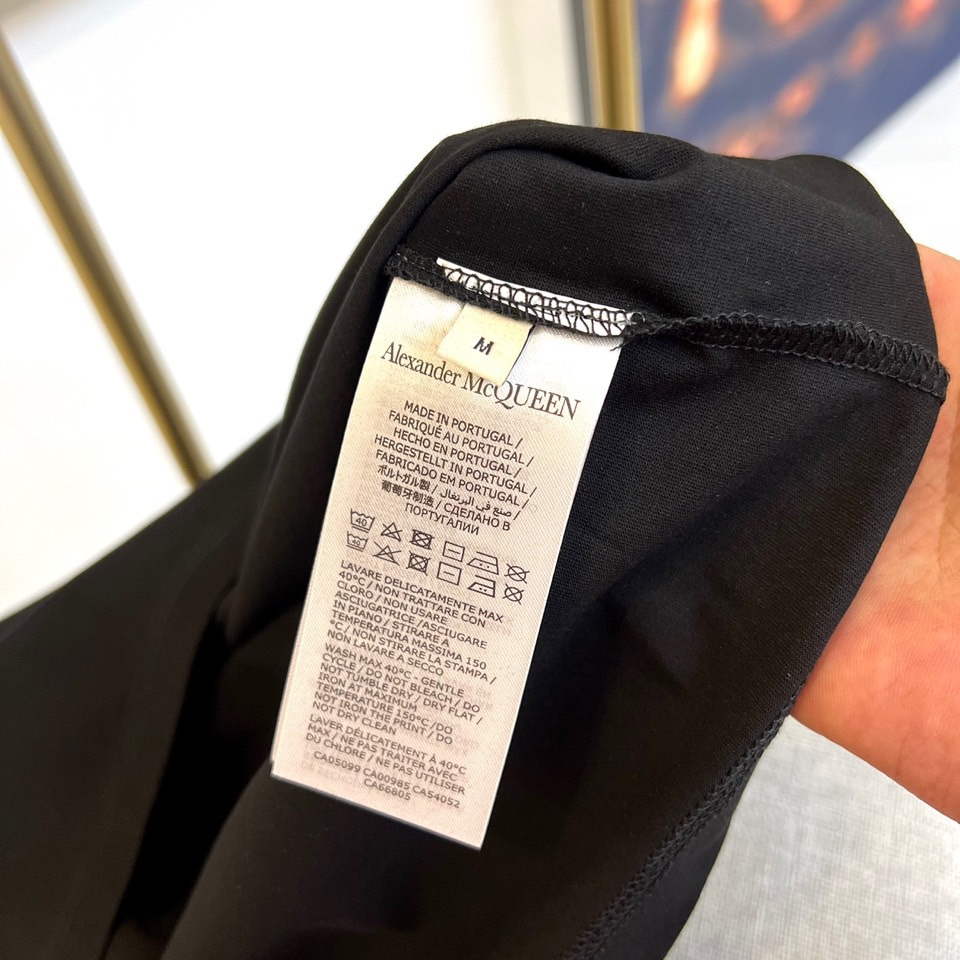 M
Alexander McQUEEN
MADE IN PORTUGAL /
FABRIQUÉ AU PORTUGAL /
HECHO EN PORTUGAL /
HERGESTELLT IN PORTUGAL /
FABRICADO EM PORTUGAL /
ポルトガル製 / صنع في البرتغال /
葡萄牙制造 / СДЕЛАНО В
ПОРТУГАЛИИ
40
40
LAVARE DELICATAMENTE MAX
40°C / NON TRATTARE CON
CLORO / NON USARE
ASCIUGATRICE /ASCIUGARE
IN PIANO / STIRARE A
TEMPERATURA MASSIMA 150
°C / NON STIRARE LA STAMPA /
NON LAVARE A SECCO
WASH MAX 40°C - GENTLE
CYCLE / DO NOT BLEACH / DO
NOT TUMBLE DRY / DRY FLAT /
IRON AT MAXIMUM
TEMPERATURE 150°C /DO
NOT IRON THE PRINT / DO
NOT DRY CLEAN
LAVER DÉLICATEMENT À 40°C
MAX / NE PAS TRAITER AVEC
DU CHLORE / NE PAS UTILISER
CA05099 CA00985 CA54052
CA66805